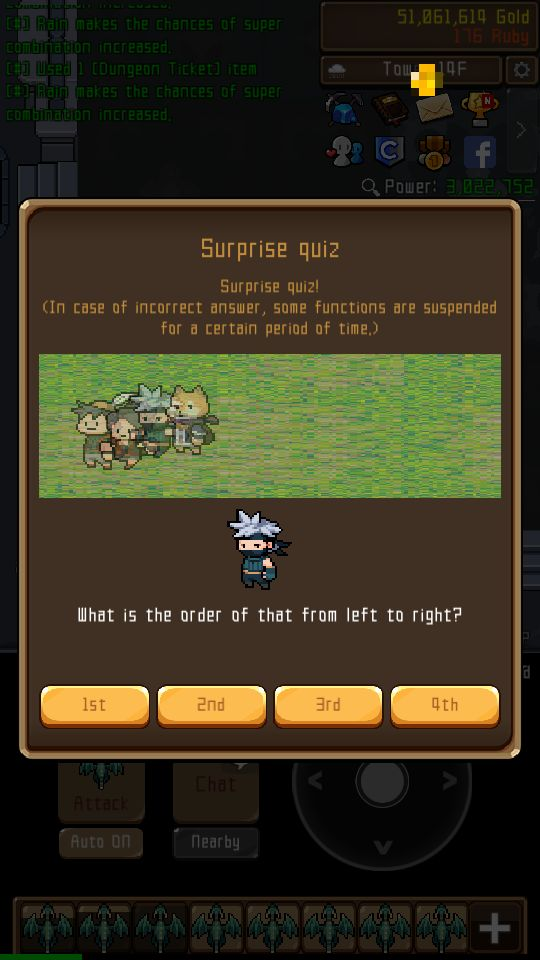 combination increased.
[#] Rain makes the chances of super
combination increased.
[#] Used 1 [Dungeon Ticket] item
[#] Rain makes the chances of super
combination increased.
51,061,614 Gold
176 Ruby
19F
N
C
f
Power: 3,022,752
Surprise quiz
Surprise quiz!
(In case of incorrect answer, some functions are suspended
for a certain period of time.)
What is the order of that from left to right?
1st
2nd
3rd
4th
Attack
Chat
Auto ON
Nearby